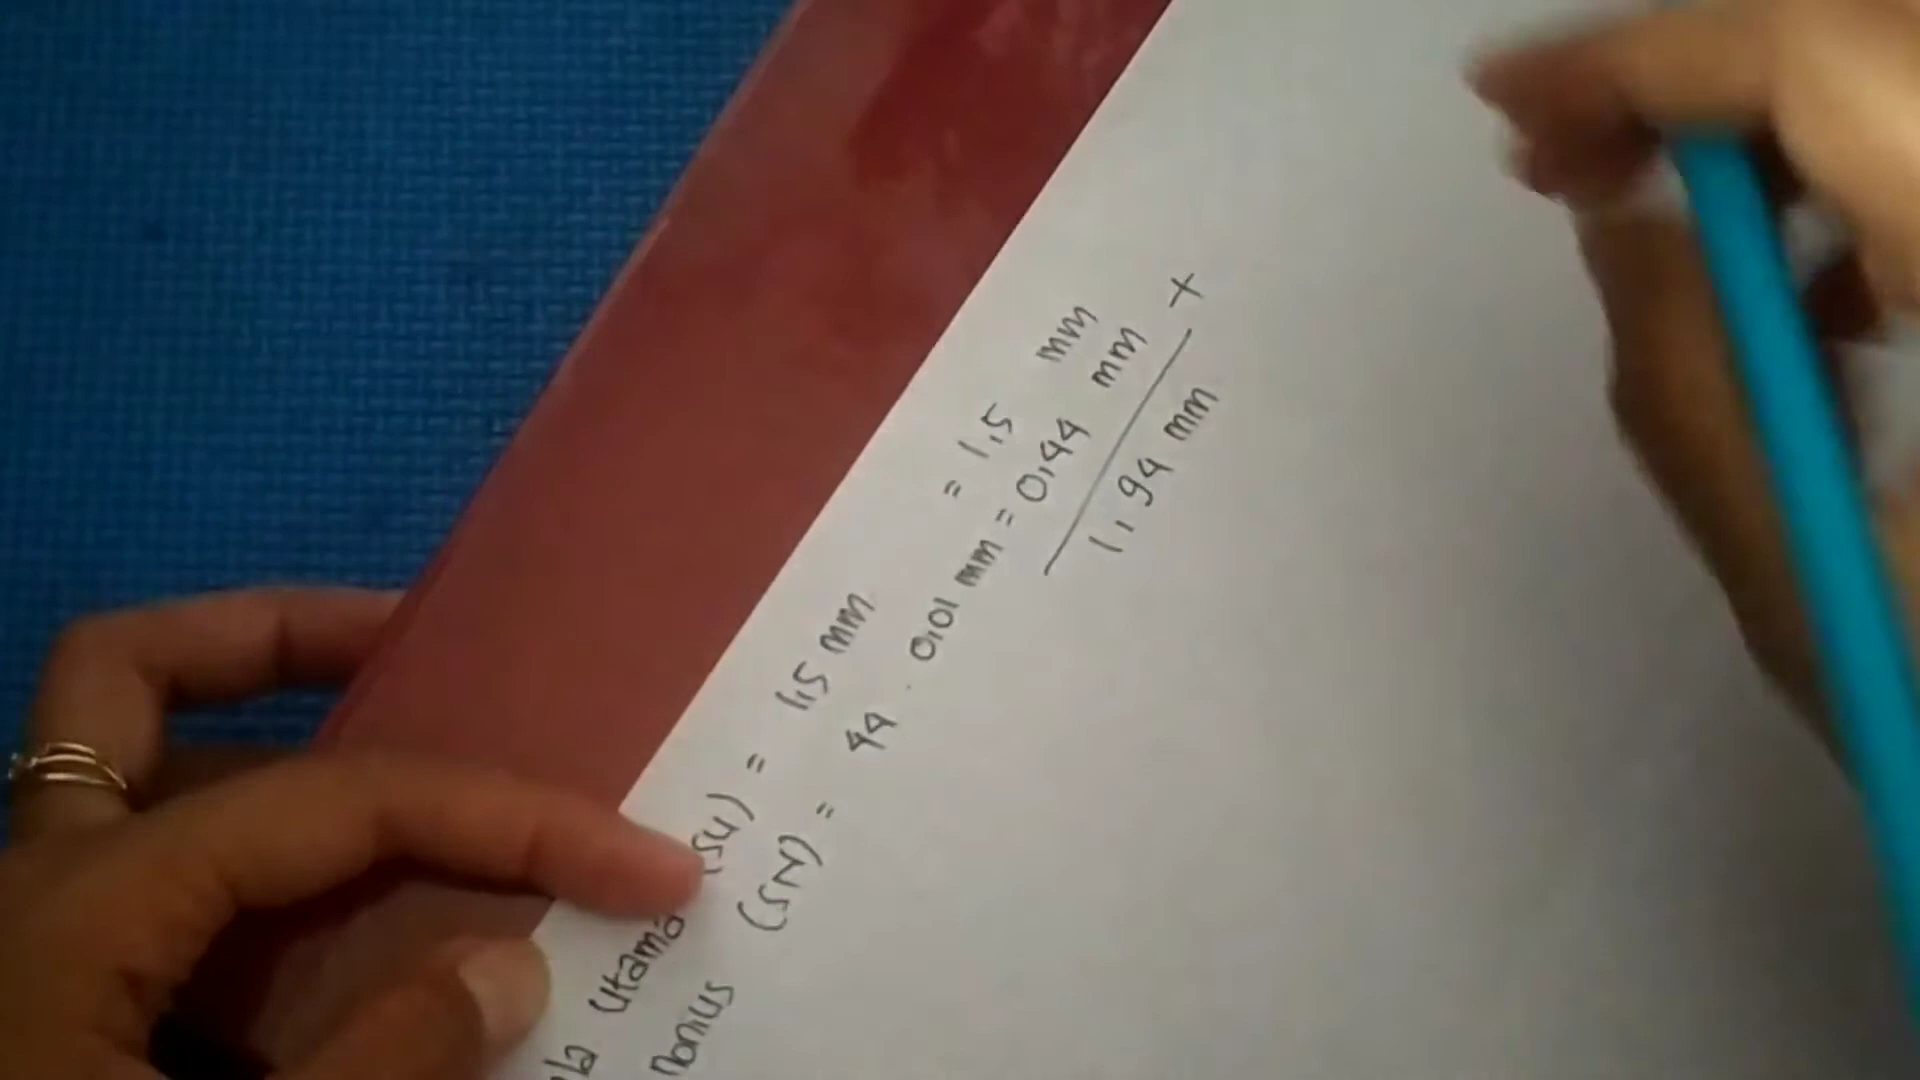 Utama (SU) = 1,5 mm = 1,5 mm
nonius (SN) = 44 . 0,01 mm = 0,44 mm +
1,94 mm